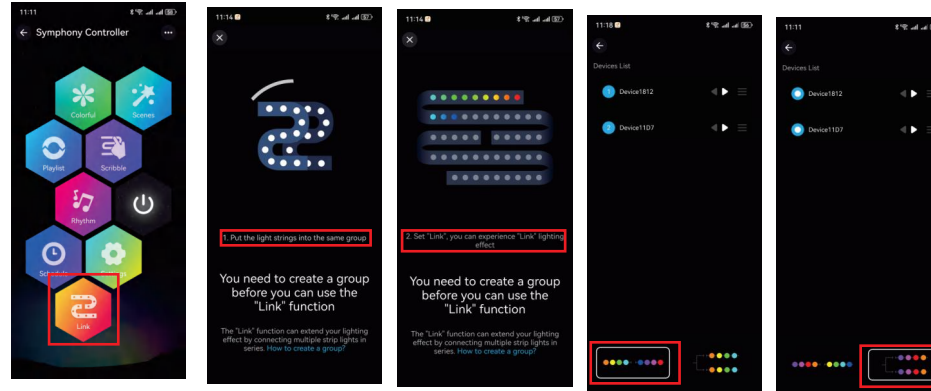 11:11
Symphony Controller
Colorful
Scenes
Playlist
Scribble
Rhythm
Schedule
Link
11:14
1. Put the light strings into the same group
You need to create a group
before you can use the
"Link" function
The "Link" function can extend your lighting
effect by connecting multiple strip lights in
series. How to create a group?
11:14
2. Set "Link", you can experience "Link" lighting
effect
You need to create a group
before you can use the
"Link" function
The "Link" function can extend your lighting
effect by connecting multiple strip lights in
series. How to create a group?
11:18
Devices List
1 Device1812
2 Device11D7
11:11
Devices List
Device1812
Device11D7